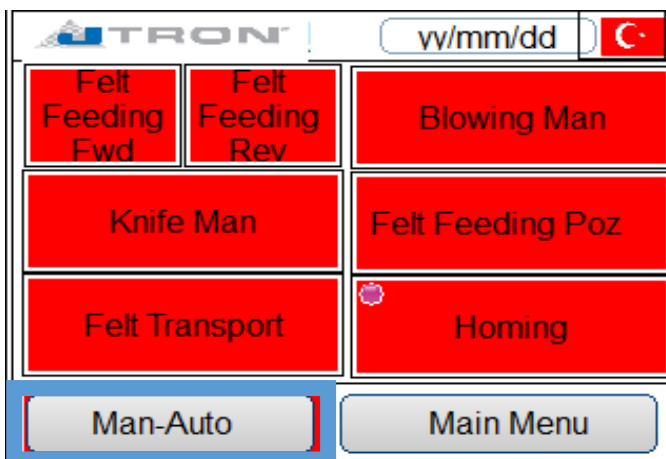 TRON
yy/mm/dd
Felt
Feeding
Fwd
Felt
Feeding
Rev
Blowing Man
Knife Man
Felt Feeding Poz
Felt Transport
Homing
Man-Auto
Main Menu